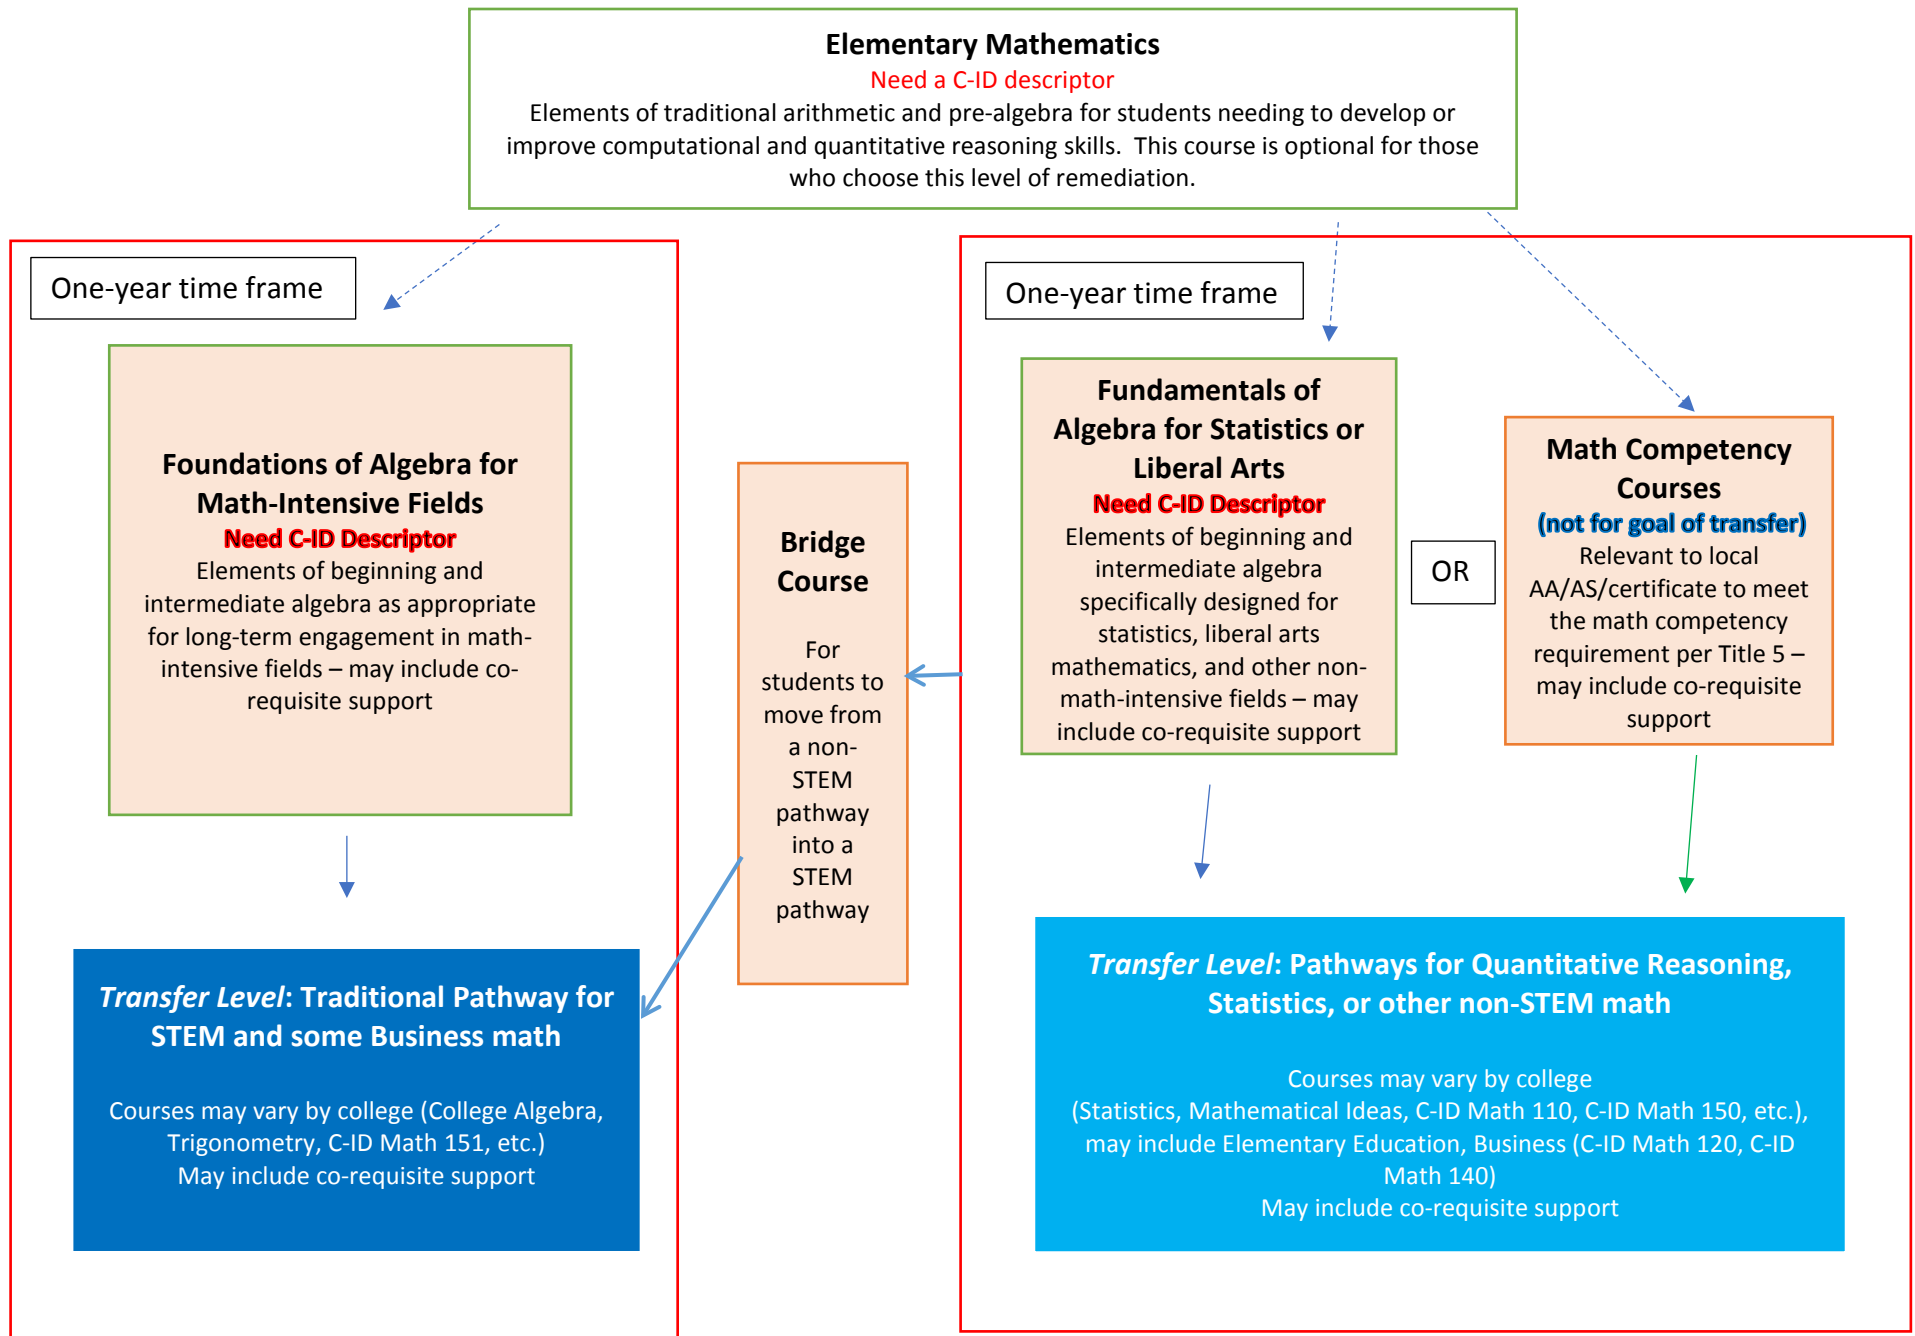 Elementary Mathematics
Need a C-ID descriptor
Elements of traditional arithmetic and pre-algebra for students needing to develop or
improve computational and quantitative reasoning skills.  This course is optional for those
who choose this level of remediation.
One-year time frame
Foundations of Algebra for
Math-Intensive Fields
Need C-ID Descriptor
Elements of beginning and
intermediate algebra as appropriate
for long-term engagement in math-
intensive fields – may include co-
requisite support
Transfer Level: Traditional Pathway for
STEM and some Business math
Courses may vary by college (College Algebra,
Trigonometry, C-ID Math 151, etc.)
May include co-requisite support
Bridge
Course
For
students to
move from
a non-
STEM
pathway
into a
STEM
pathway
One-year time frame
Fundamentals of
Algebra for Statistics or
Liberal Arts
Need C-ID Descriptor
Elements of beginning and
intermediate algebra
specifically designed for
statistics, liberal arts
mathematics, and other non-
math-intensive fields – may
include co-requisite support
OR
Math Competency
Courses
(not for goal of transfer)
Relevant to local
AA/AS/certificate to meet
the math competency
requirement per Title 5 –
may include co-requisite
support
Transfer Level: Pathways for Quantitative Reasoning,
Statistics, or other non-STEM math
Courses may vary by college
(Statistics, Mathematical Ideas, C-ID Math 110, C-ID Math 150, etc.),
may include Elementary Education, Business (C-ID Math 120, C-ID
Math 140)
May include co-requisite support